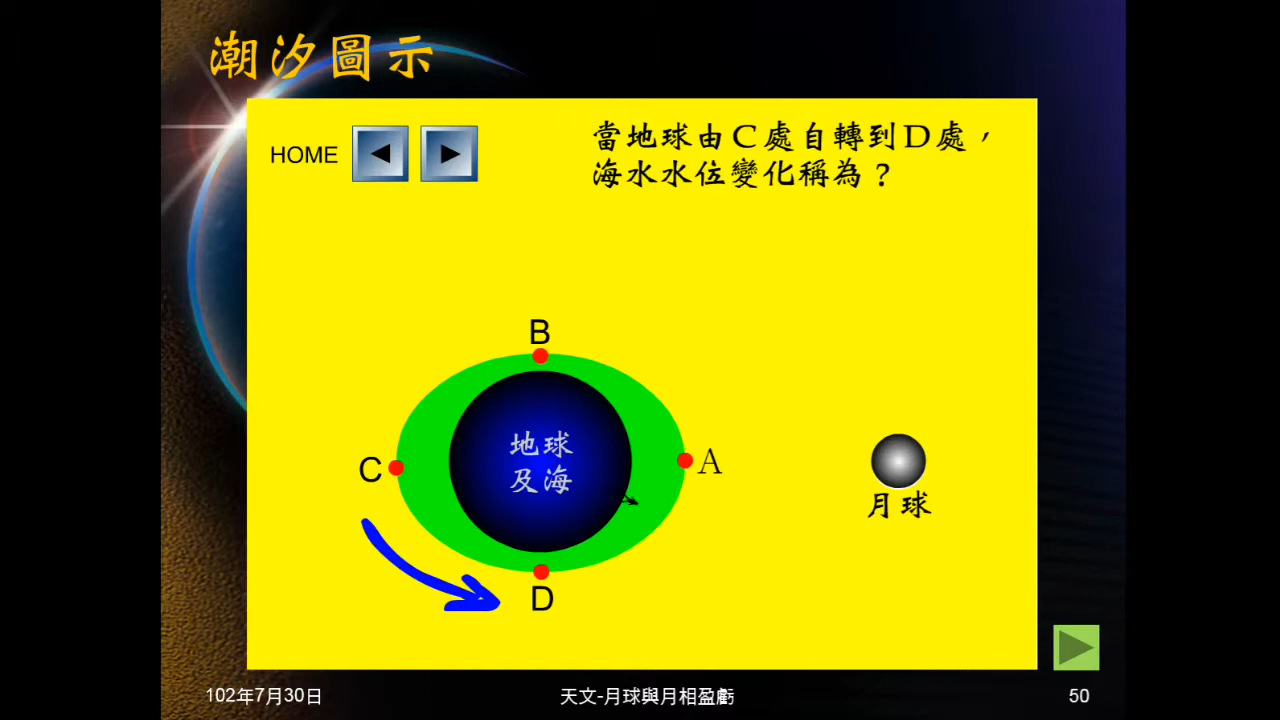 潮汐圖示
HOME
當地球由C處自轉到D處，
海水水位變化稱為？
B
地球
及海
C
A
月球
D
102年7月30日
天文-月球與月相盈虧
50